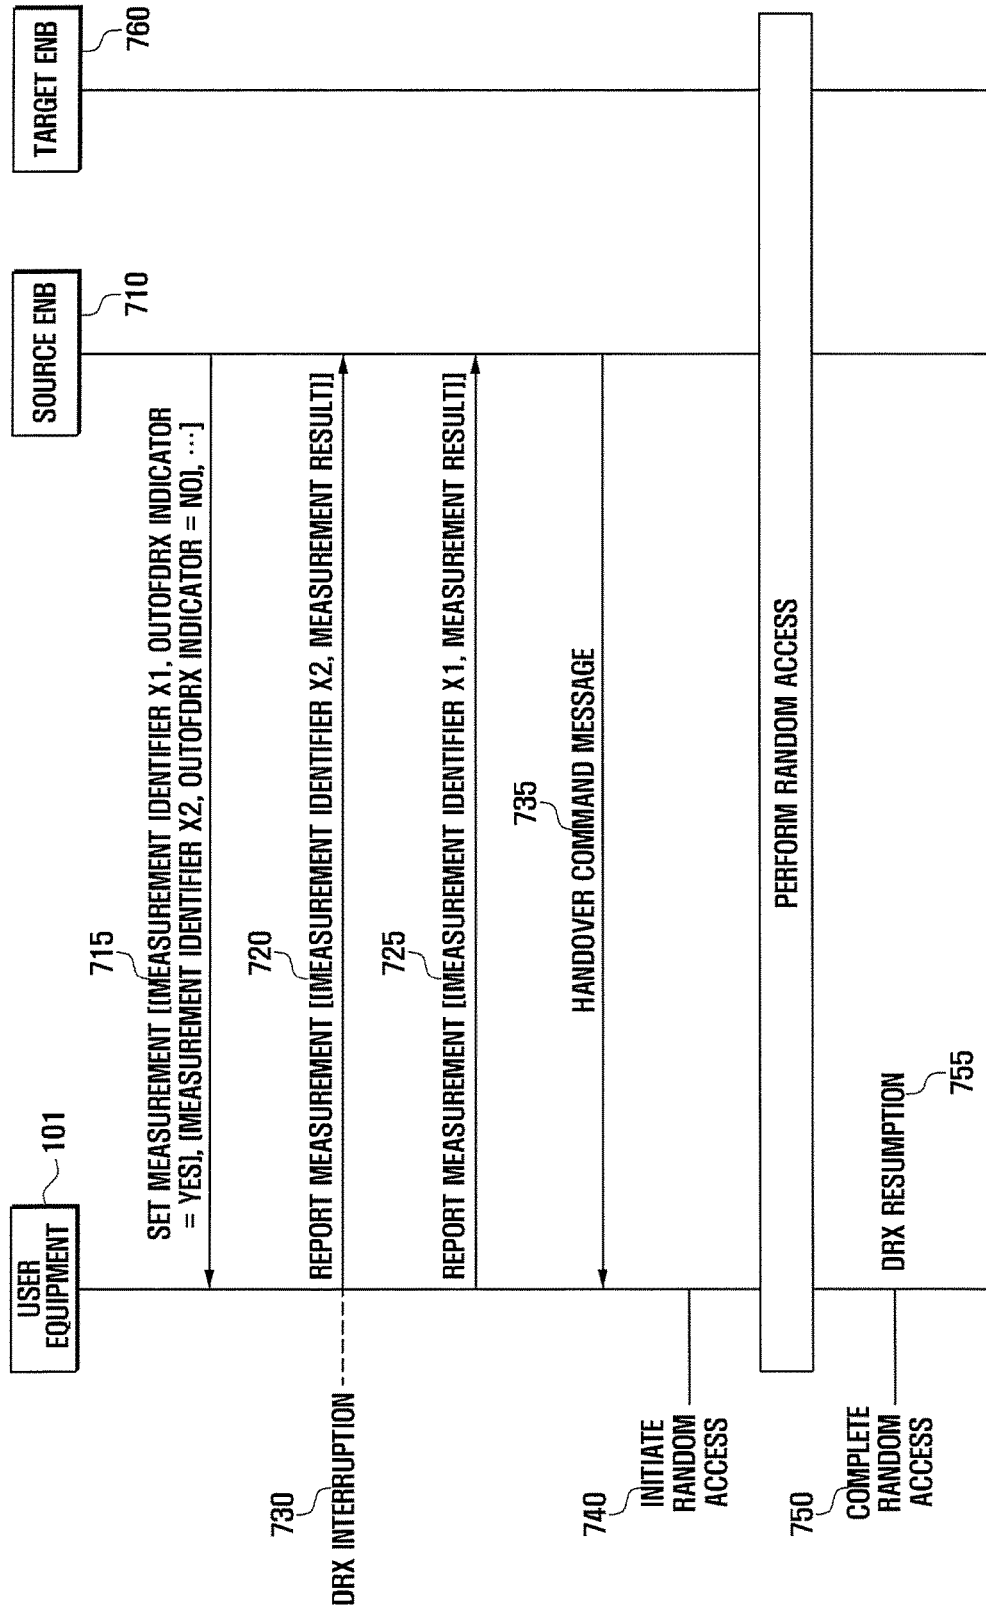 USER
EQUIPMENT
101
SOURCE ENB
710
TARGET ENB
760
715
SET MEASUREMENT [[MEASUREMENT IDENTIFIER X1, OUTOFDRX INDICATOR
= YES], [MEASUREMENT IDENTIFIER X2, OUTOFDRX INDICATOR = NO], ···]
720
REPORT MEASUREMENT [[MEASUREMENT IDENTIFIER X2, MEASUREMENT RESULT]]
730
DRX INTERRUPTION
725
REPORT MEASUREMENT [[MEASUREMENT IDENTIFIER X1, MEASUREMENT RESULT]]
735
HANDOVER COMMAND MESSAGE
740
INITIATE
RANDOM
ACCESS
PERFORM RANDOM ACCESS
750
COMPLETE
RANDOM
ACCESS
DRX RESUMPTION
755